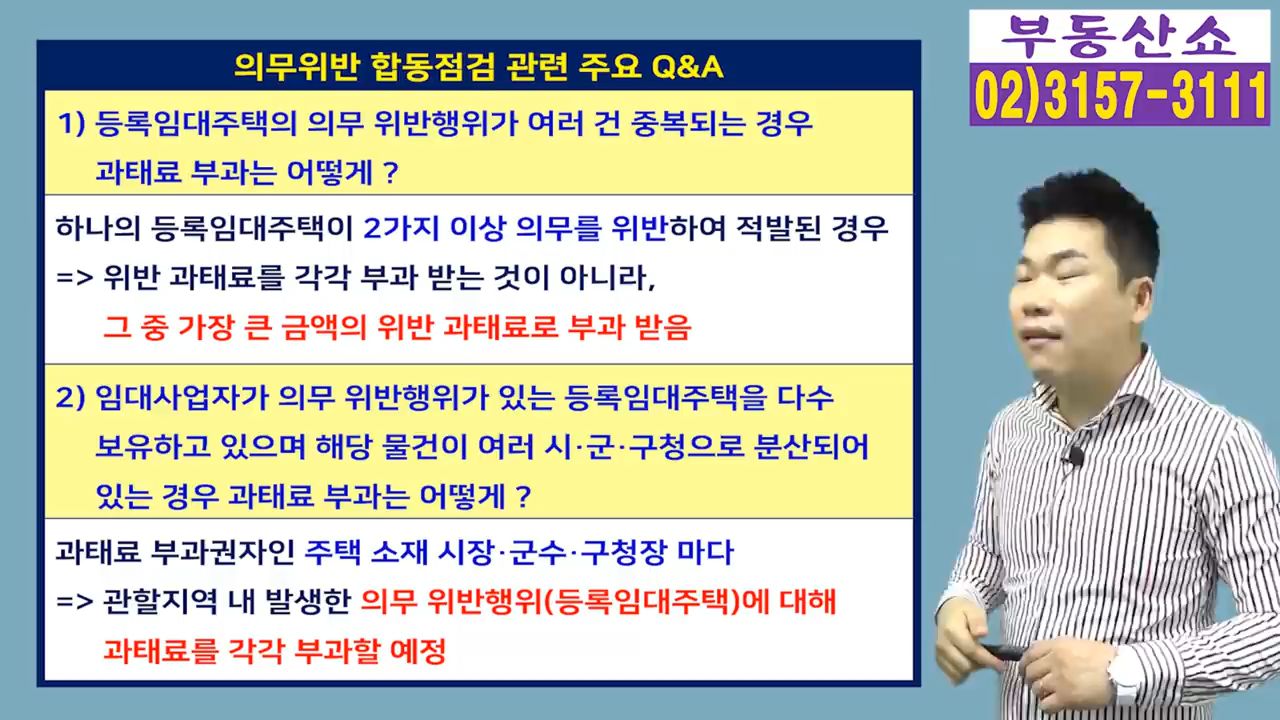 의무위반 합동점검 관련 주요 Q&A
1) 등록임대주택의 의무 위반행위가 여러 건 중복되는 경우
과태료 부과는 어떻게 ?
하나의 등록임대주택이 2가지 이상 의무를 위반하여 적발된 경우
=> 위반 과태료를 각각 부과 받는 것이 아니라,
그 중 가장 큰 금액의 위반 과태료로 부과 받음
2) 임대사업자가 의무 위반행위가 있는 등록임대주택을 다수
보유하고 있으며 해당 물건이 여러 시·군·구청으로 분산되어
있는 경우 과태료 부과는 어떻게 ?
과태료 부과권자인 주택 소재 시장·군수·구청장 마다
=> 관할지역 내 발생한 의무 위반행위(등록임대주택)에 대해
과태료를 각각 부과할 예정
부동산쇼
02)3157-3111